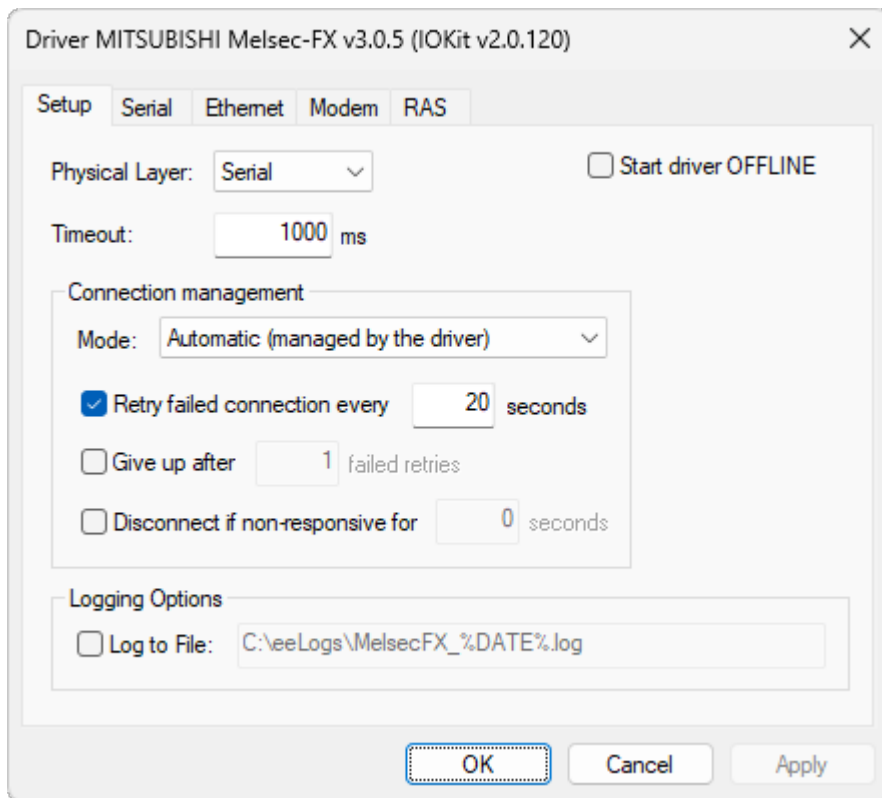 Driver MITSUBISHI Melsec-FX v3.0.5 (IOKit v2.0.120)
Setup Serial Ethernet Modem RAS
Physical Layer: Serial Start driver OFFLINE
Timeout: 1000 ms
Connection management
Mode: Automatic (managed by the driver)
Retry failed connection every 20 seconds
Give up after 1 failed retries
Disconnect if non-responsive for 0 seconds
Logging Options
Log to File: C:\eeLogs\MelsecFX_%DATE%.log
OK Cancel Apply